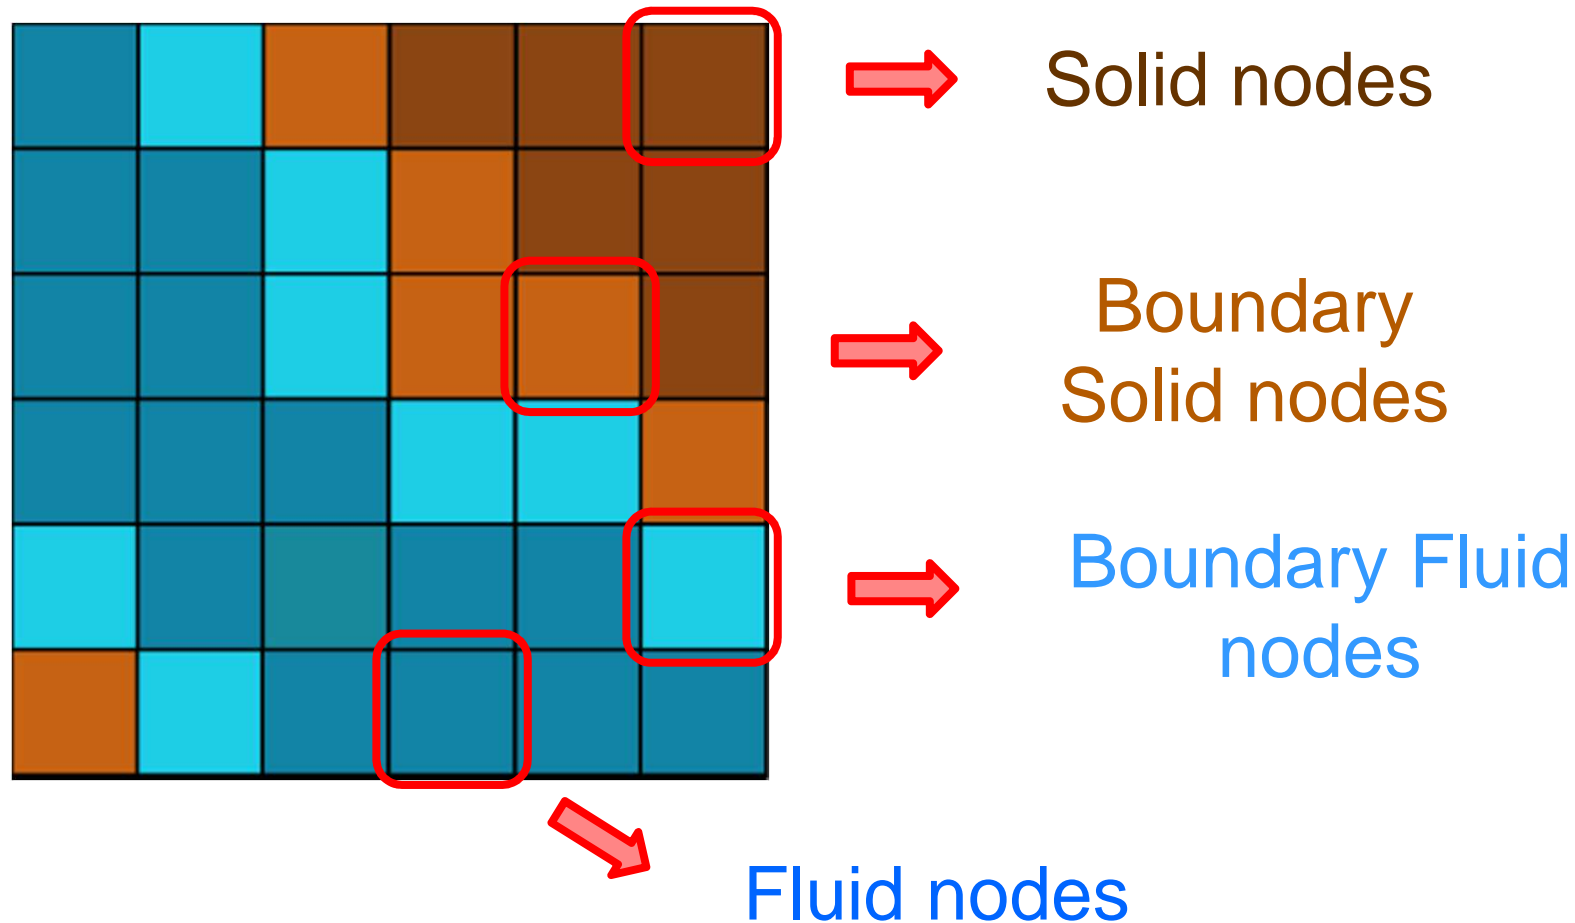 Solid nodes
Boundary
Solid nodes
Boundary Fluid
nodes
Fluid nodes